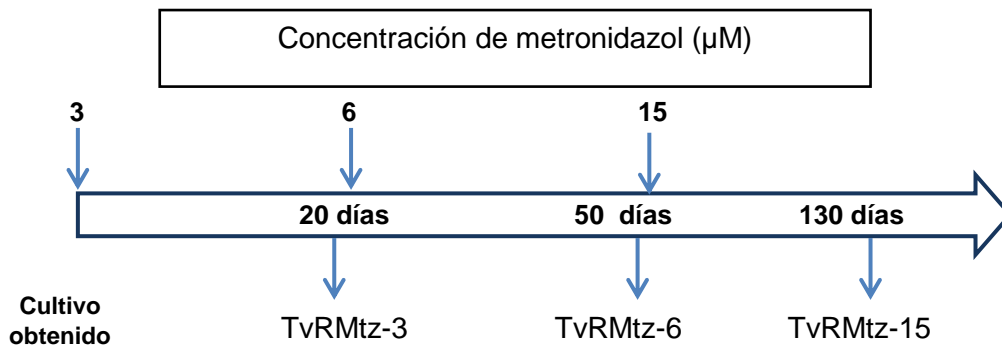 Concentración de metronidazol (µM)
3 6 15
20 días 50 días 130 días
Cultivo
obtenido
TvRMtz-3 TvRMtz-6 TvRMtz-15